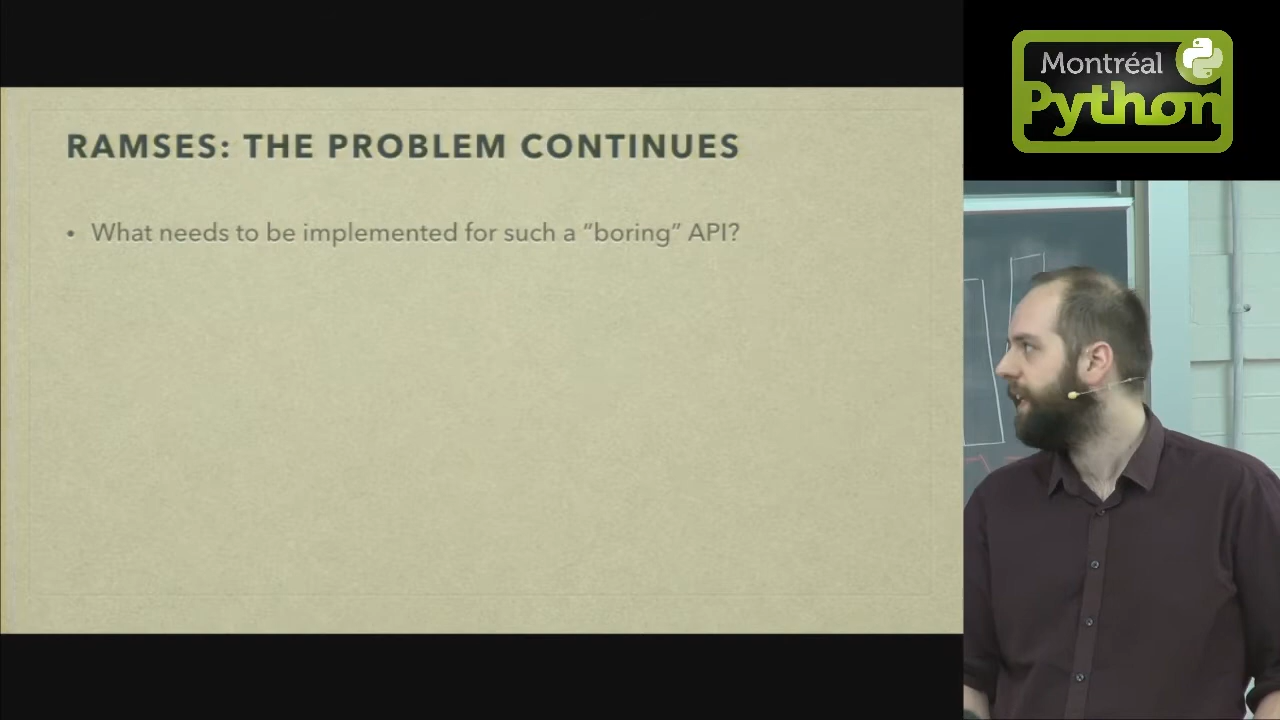 RAMSES: THE PROBLEM CONTINUES
• What needs to be implemented for such a “boring” API?
Montréal
Python